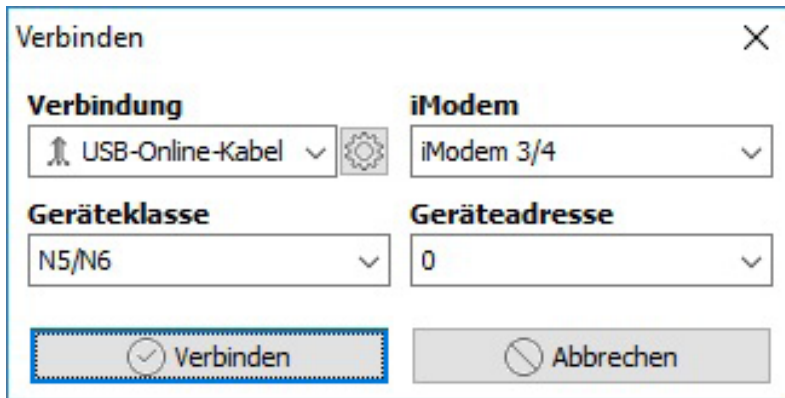 Verbinden
Verbindung iModem
USB-Online-Kabel iModem 3/4
Geräteklasse Geräteadresse
N5/N6 0
Verbinden Abbrechen